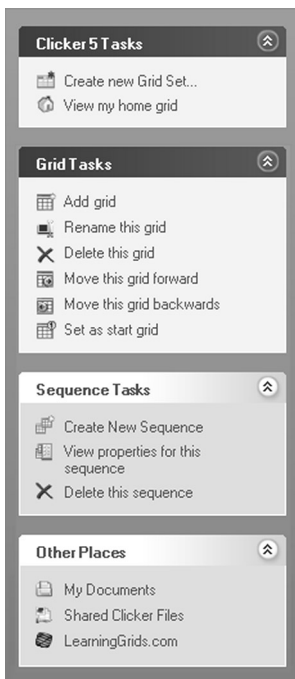 Clicker 5 Tasks
Create new Grid Set...
View my home grid
Grid Tasks
Add grid
Rename this grid
Delete this grid
Move this grid forward
Move this grid backwards
Set as start grid
Sequence Tasks
Create New Sequence
View properties for this
sequence
Delete this sequence
Other Places
My Documents
Shared Clicker Files
LearningGrids.com